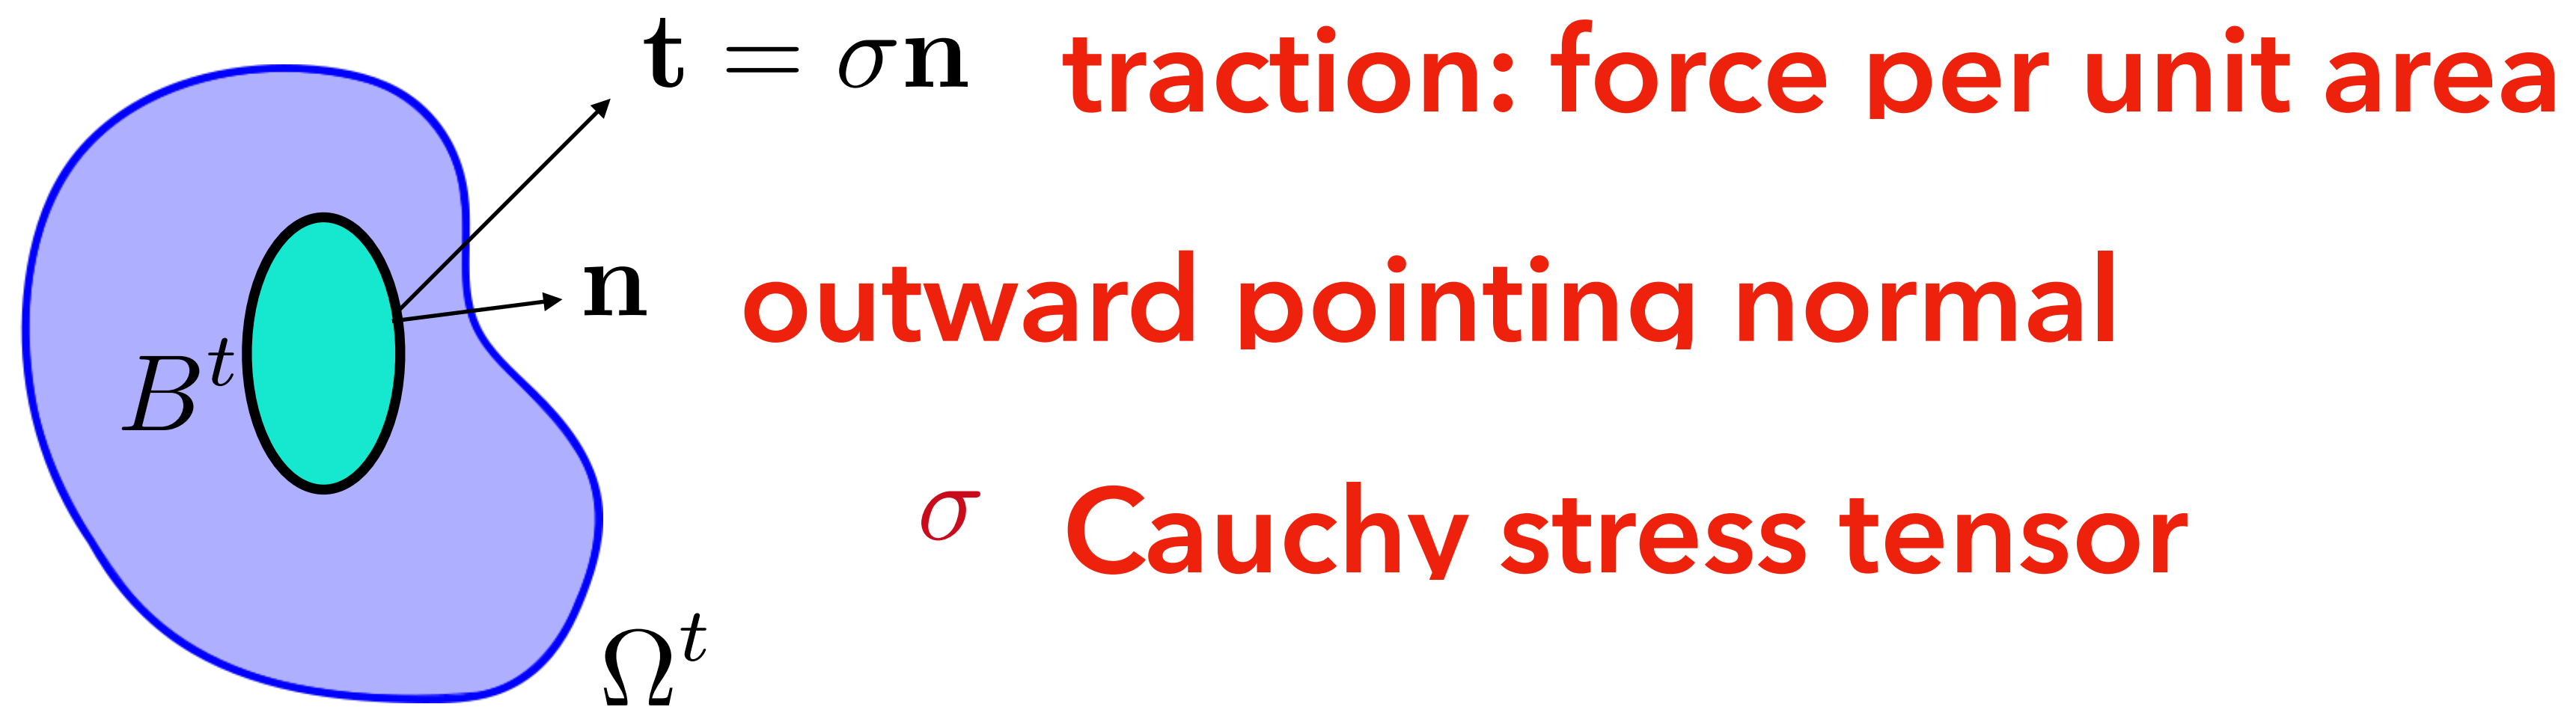 t = σn traction: force per unit area
n outward pointing normal
B^t
σ Cauchy stress tensor
Ω^t